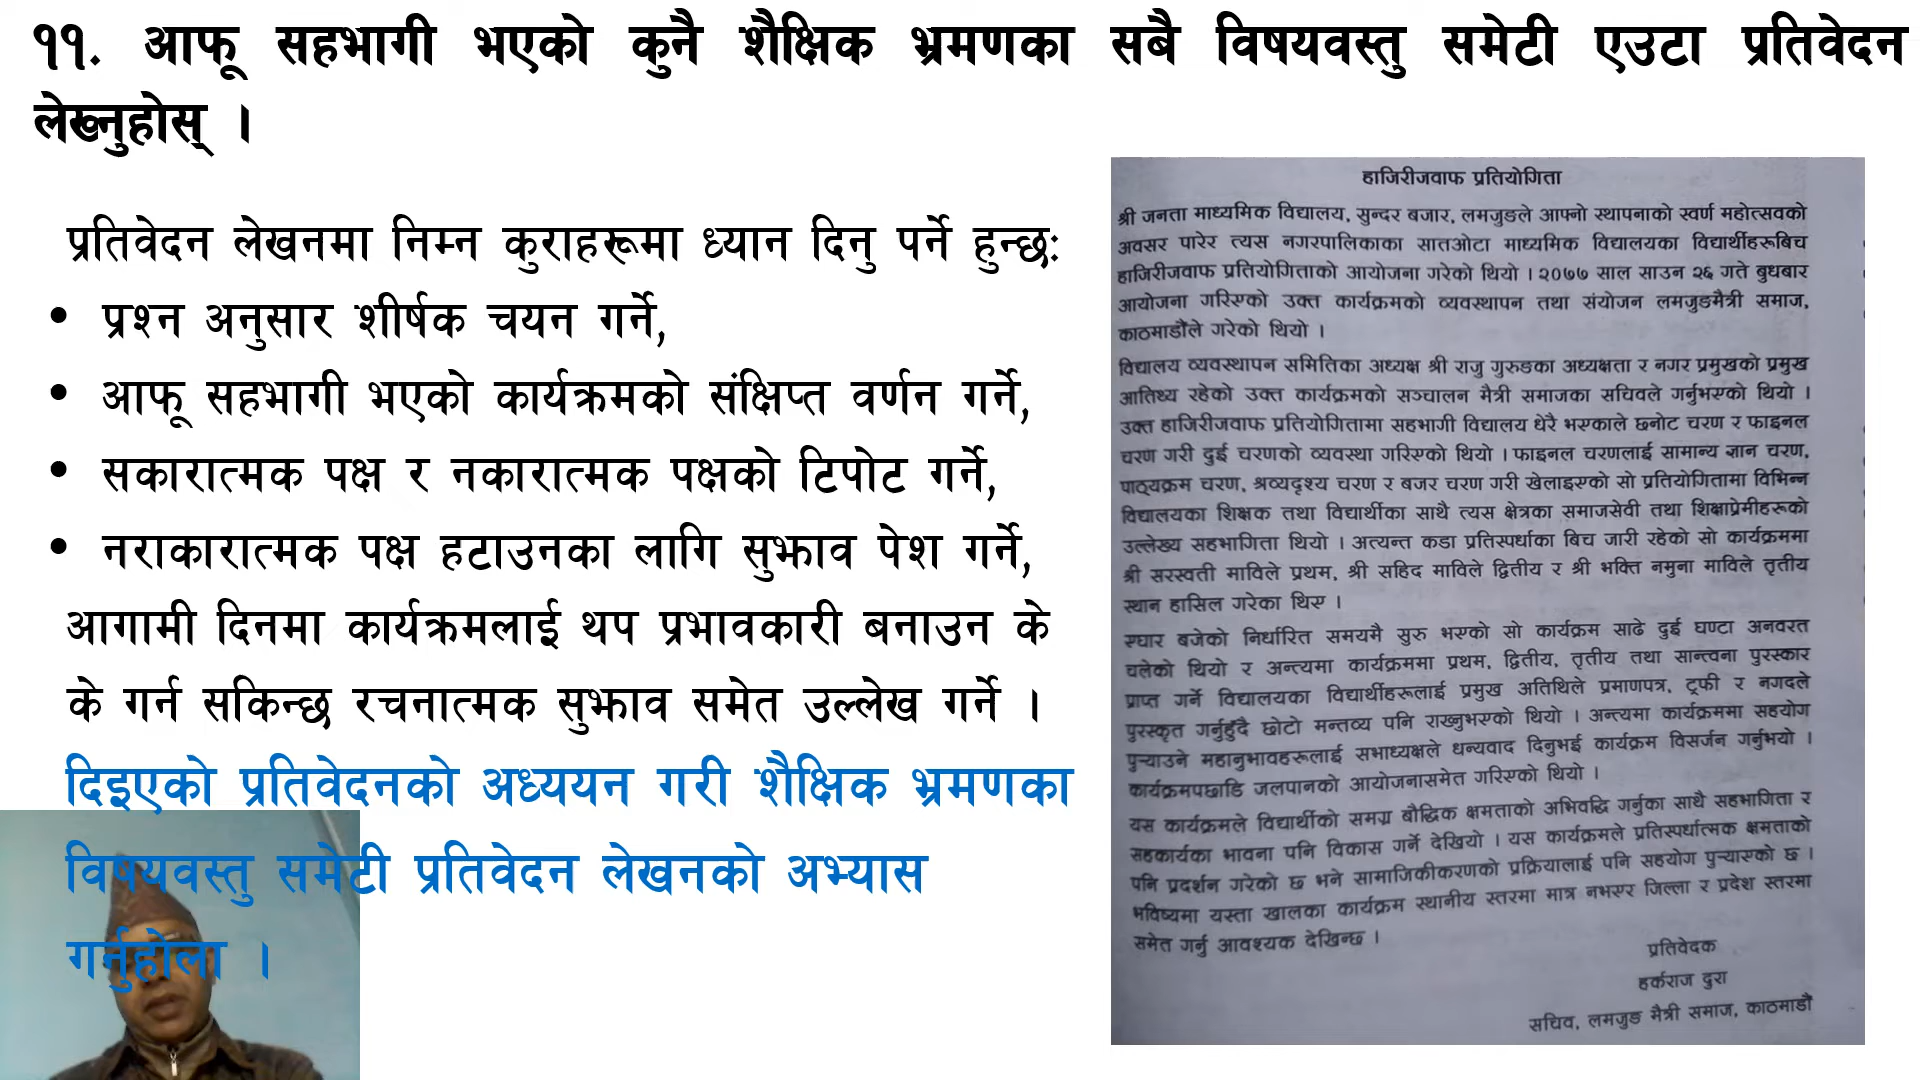 ११. आफू सहभागी भएको कुनै शैक्षिक भ्रमणका सबै विषयवस्तु समेटी एउटा प्रतिवेदन
लेख्नुहोस् ।
प्रतिवेदन लेखनमा निम्न कुराहरूमा ध्यान दिनु पर्ने हुन्छः
• प्रश्न अनुसार शीर्षक चयन गर्ने,
• आफू सहभागी भएको कार्यक्रमको संक्षिप्त वर्णन गर्ने,
• सकारात्मक पक्ष र नकारात्मक पक्षको टिपोट गर्ने,
• नराकारात्मक पक्ष हटाउनका लागि सुझाव पेश गर्ने,
आगामी दिनमा कार्यक्रमलाई थप प्रभावकारी बनाउन के
के गर्न सकिन्छ रचनात्मक सुझाव समेत उल्लेख गर्ने ।
दिइएको प्रतिवेदनको अध्ययन गरी शैक्षिक भ्रमणका
विषयवस्तु समेटी प्रतिवेदन लेखनको अभ्यास
गर्नुहोला ।
हाजिरीजवाफ प्रतियोगिता
श्री जनता माध्यमिक विद्यालय, सुन्दर बजार, लमजुङले आफ्नो स्थापनाको स्वर्ण महोत्सवको
अवसर पारेर त्यस नगरपालिकाका सातओटा माध्यमिक विद्यालयका विद्यार्थीहरूबिच
हाजिरीजवाफ प्रतियोगिताको आयोजना गरेको थियो । २०७७ साल साउन २६ गते बुधबार
आयोजना गरिएको उक्त कार्यक्रमको व्यवस्थापन तथा संयोजन लमजुङमैत्री समाज,
काठमाडौँले गरेको थियो ।
विद्यालय व्यवस्थापन समितिका अध्यक्ष श्री राजु गुरुङका अध्यक्षता र नगर प्रमुखको प्रमुख
आतिथ्य रहेको उक्त कार्यक्रमको सञ्चालन मैत्री समाजका सचिवले गर्नुभएको थियो ।
उक्त हाजिरीजवाफ प्रतियोगितामा सहभागी विद्यालय धेरै भएकाले छनोट चरण र फाइनल
चरण गरी दुई चरणको व्यवस्था गरिएको थियो । फाइनल चरणलाई सामान्य ज्ञान चरण,
पाठ्यक्रम चरण, श्रव्यदृश्य चरण र बजर चरण गरी खेलाइएको सो प्रतियोगितामा विभिन्न
विद्यालयका शिक्षक तथा विद्यार्थीका साथै त्यस क्षेत्रका समाजसेवी तथा शिक्षाप्रेमीहरूको
उल्लेख्य सहभागिता थियो । अत्यन्त कडा प्रतिस्पर्धाका बिच जारी रहेको सो कार्यक्रममा
श्री सरस्वती माविले प्रथम, श्री सहिद माविले द्वितीय र श्री भक्ति नमुना माविले तृतीय
स्थान हासिल गरेका थिए ।
एघार बजेको निर्धारित समयमै सुरु भएको सो कार्यक्रम साढे दुई घण्टा अनवरत
चलेको थियो र अन्त्यमा कार्यक्रममा प्रथम, द्वितीय, तृतीय तथा सान्त्वना पुरस्कार
प्राप्त गर्ने विद्यालयका विद्यार्थीहरूलाई प्रमुख अतिथिले प्रमाणपत्र, ट्रफी र नगदले
पुरस्कृत गर्नुहुँदै छोटो मन्तव्य पनि राख्नुभएको थियो । अन्त्यमा कार्यक्रममा सहयोग
पुऱ्याउने महानुभावहरूलाई सभाध्यक्षले धन्यवाद दिनुभई कार्यक्रम विसर्जन गर्नुभयो ।
कार्यक्रमपछाडि जलपानको आयोजनासमेत गरिएको थियो ।
यस कार्यक्रमले विद्यार्थीको समग्र बौद्धिक क्षमताको अभिवृद्धि गर्नुका साथै सहभागिता र
सहकार्यका भावना पनि विकास गर्ने देखियो । यस कार्यक्रमले प्रतिस्पर्धात्मक क्षमताको
पनि प्रदर्शन गरेको छ भने सामाजिकीकरणको प्रक्रियालाई पनि सहयोग पुऱ्याएको छ ।
भविष्यमा यस्ता खालका कार्यक्रम स्थानीय स्तरमा मात्र नभएर जिल्ला र प्रदेश स्तरमा
समेत गर्नु आवश्यक देखिन्छ ।
प्रतिवेदक
हर्कराज दुरा
सचिव, लमजुङ मैत्री समाज, काठमाडौँ